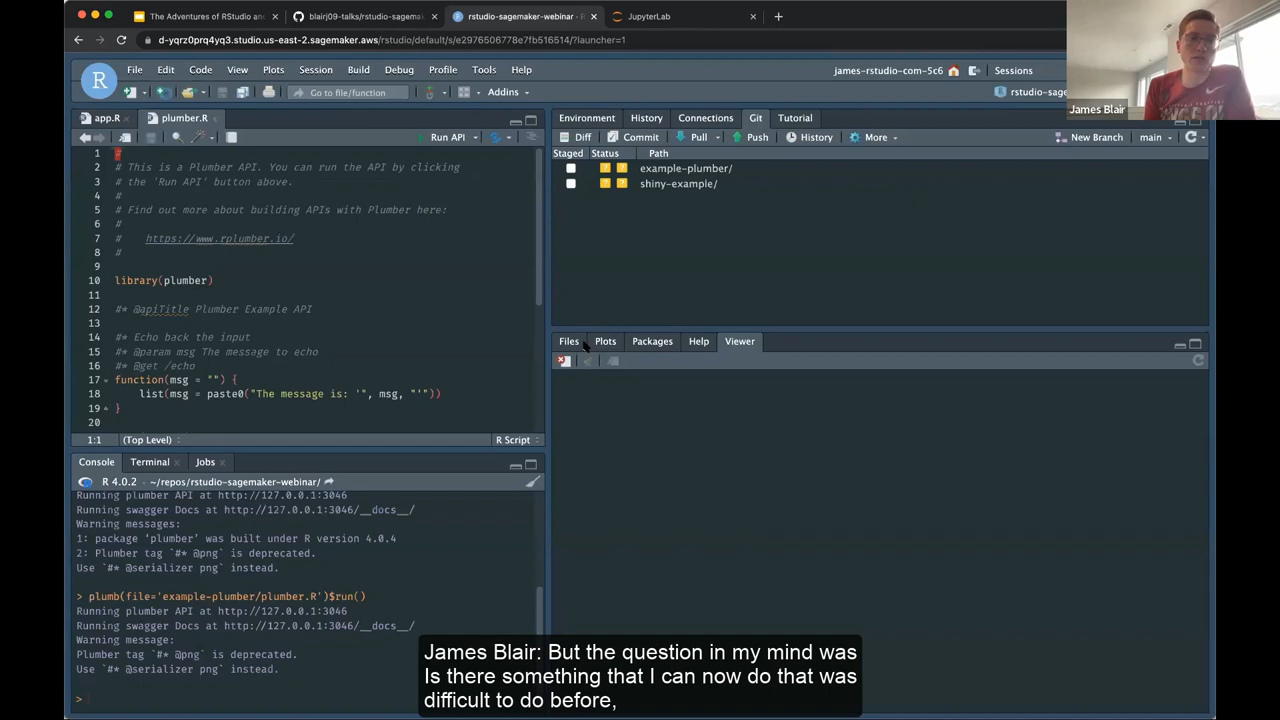 The Adventures of RStudio an
blairj09-talks/rstudio-sagemak
rstudio-sagemaker-webinar - R
JupyterLab
d-yqrz0prq4yq3.studio.us-east-2.sagemaker.aws/rstudio/default/s/e2976506778e7fb516514/?launcher=1
File Edit Code View Plots Session Build Debug Profile Tools Help
james-rstudio-com-5c6 Sessions
R
Go to file/function Addins
rstudio-sage
James Blair
app.R plumber.R
Run API
1 #
2 # This is a Plumber API. You can run the API by clicking
3 # the 'Run API' button above.
4 #
5 # Find out more about building APIs with Plumber here:
6 #
7 # https://www.rplumber.io/
8 #
9
10 library(plumber)
11
12 #* @apiTitle Plumber Example API
13
14 #* Echo back the input
15 #* @param msg The message to echo
16 #* @get /echo
17 function(msg = "") {
18 list(msg = paste0("The message is: '", msg, "'"))
19 }
20
1:1 (Top Level) R Script
Console Terminal Jobs
R 4.0.2 · ~/repos/rstudio-sagemaker-webinar/
Running plumber API at http://127.0.0.1:3046
Running swagger Docs at http://127.0.0.1:3046/__docs__/
Warning messages:
1: package 'plumber' was built under R version 4.0.4
2: Plumber tag `#* @png` is deprecated.
Use `#* @serializer png` instead.
> plumb(file='example-plumber/plumber.R')$run()
Running plumber API at http://127.0.0.1:3046
Running swagger Docs at http://127.0.0.1:3046/__docs__/
Warning message:
Plumber tag `#* @png` is deprecated.
Use `#* @serializer png` instead.
>
Environment History Connections Git Tutorial
Diff Commit Pull Push History More New Branch main
Staged Status Path
? ? example-plumber/
? ? shiny-example/
Files Plots Packages Help Viewer
James Blair: But the question in my mind was
Is there something that I can now do that was
difficult to do before,